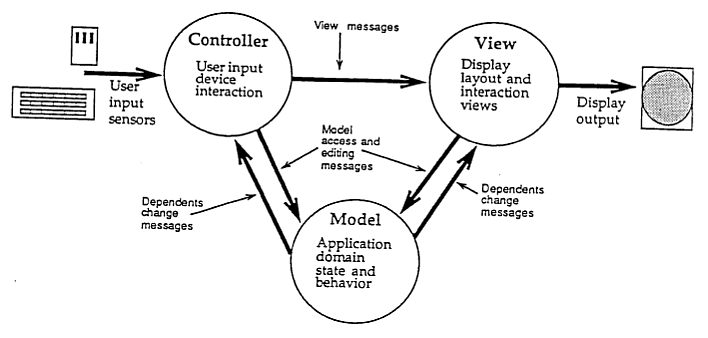 View messages
Controller
User input
device
interaction
View
Display
layout and
interaction
views
User
input
sensors
Display
output
Model
access and
editing
messages
Dependents
change
messages
Dependents
change
messages
Model
Application
domain
state and
behavior